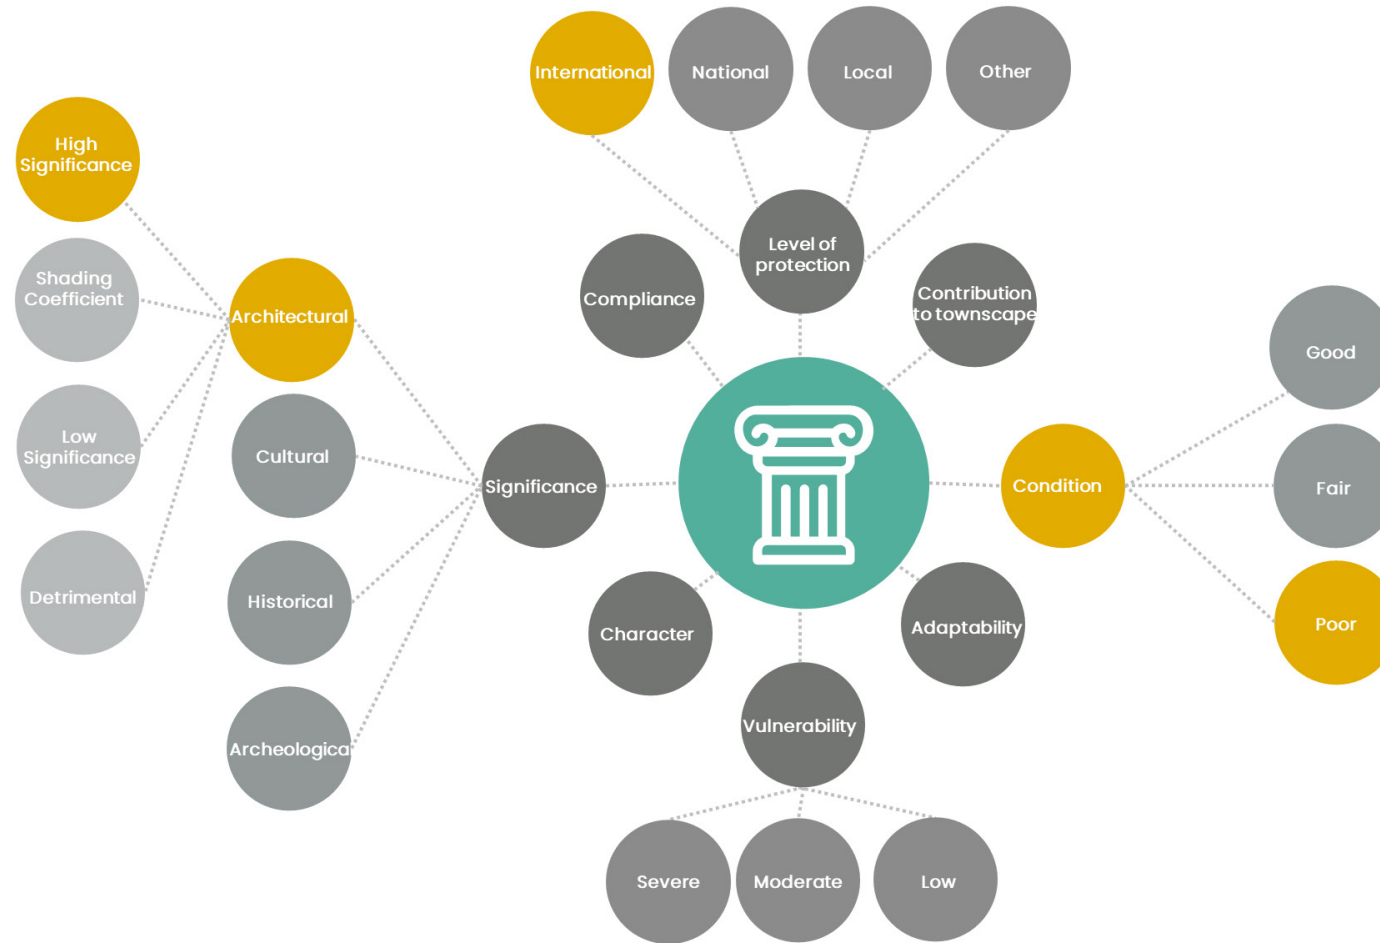 International
National
Local
Other
High
Significance
Shading
Coefficient
Low
Significance
Detrimental
Architectural
Cultural
Historical
Archeologica
Significance
Compliance
Level of
protection
Contribution
to townscape
Condition
Good
Fair
Poor
Character
Adaptability
Vulnerability
Severe
Moderate
Low